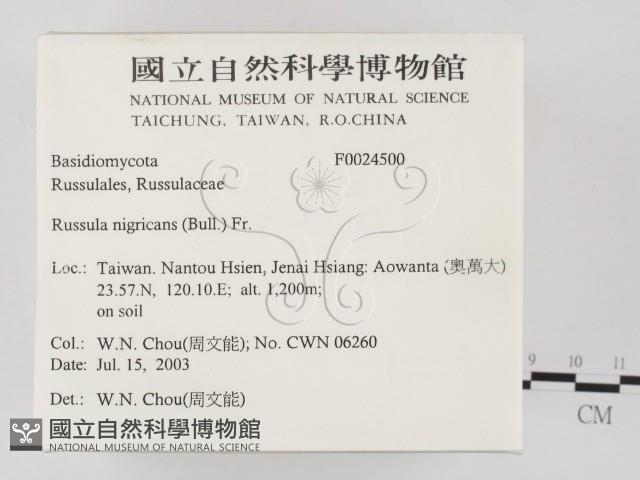 國立自然科學博物館
NATIONAL MUSEUM OF NATURAL SCIENCE
TAICHUNG, TAIWAN, R.O.CHINA
Basidiomycota F0024500
Russulales, Russulaceae
Russula nigricans (Bull.) Fr.
Loc.: Taiwan. Nantou Hsien, Jenai Hsiang: Aowanta (奧萬大)
23.57.N, 120.10.E; alt. 1,200m;
on soil
Col.: W.N. Chou(周文能); No. CWN 06260
Date: Jul. 15, 2003
Det.: W.N. Chou(周文能)
國立自然科學博物館
NATIONAL MUSEUM OF NATURAL SCIENCE
9 10 11
CM